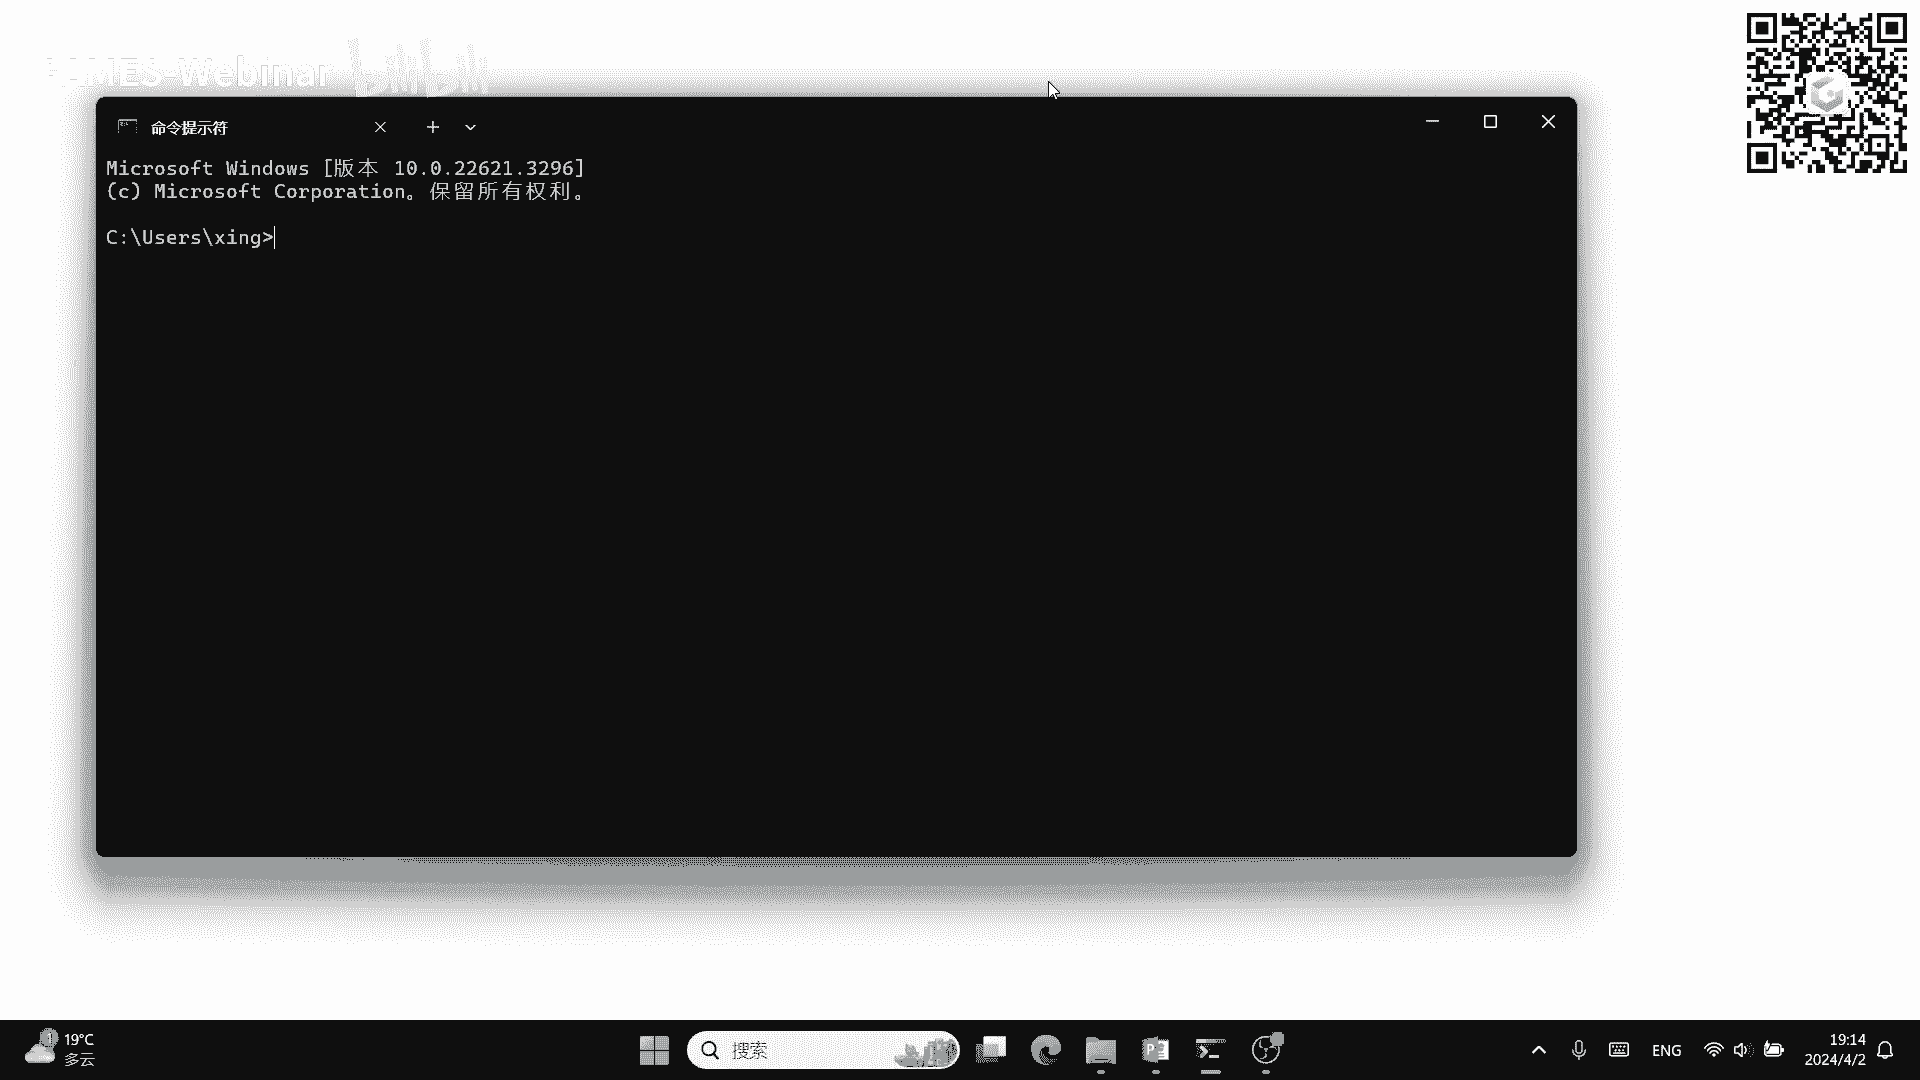 MES-Webinar bilibili
命令提示符
Microsoft Windows [版本 10.0.22621.3296]
(c) Microsoft Corporation。保留所有权利。
C:\Users\xing>
19°C
多云
搜索
ENG
19:14
2024/4/2